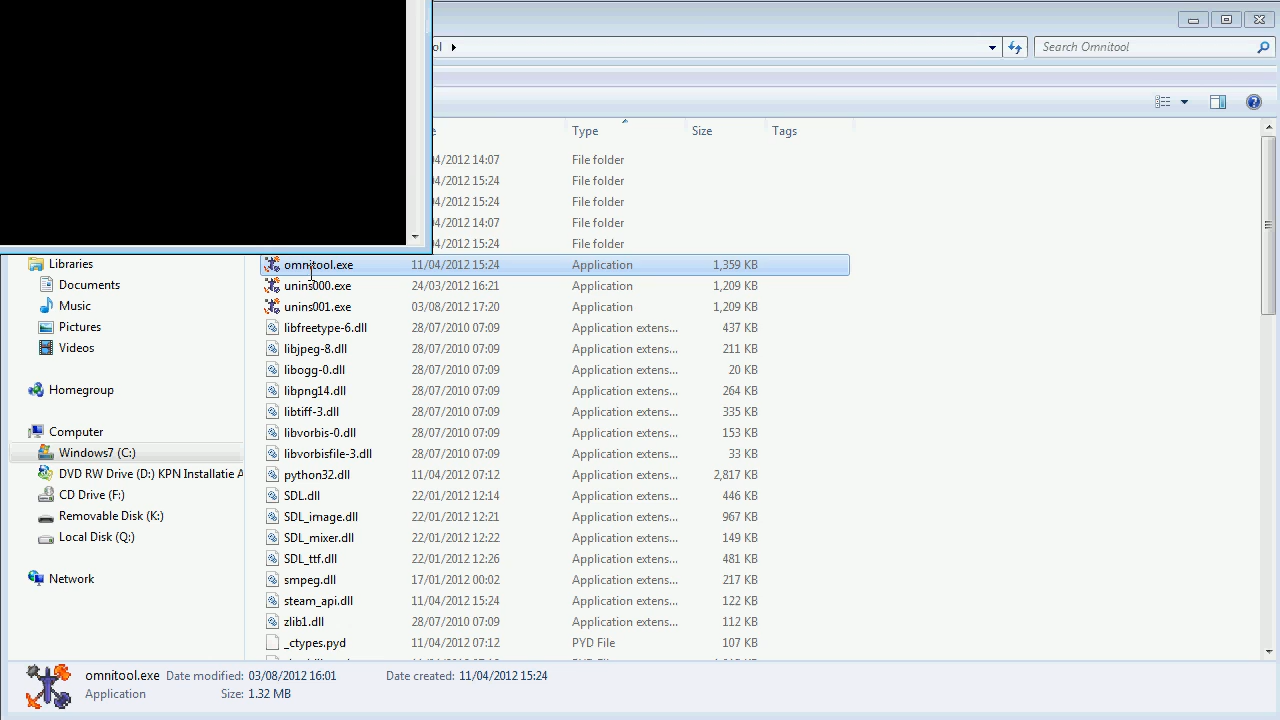 ol
Search Omnitool
Type Size Tags
04/2012 14:07 File folder
04/2012 15:24 File folder
04/2012 15:24 File folder
04/2012 14:07 File folder
04/2012 15:24 File folder
Libraries
Documents
Music
Pictures
Videos
Homegroup
Computer
Windows7 (C:)
DVD RW Drive (D:) KPN Installatie A
CD Drive (F:)
Removable Disk (K:)
Local Disk (Q:)
Network
omnitool.exe 11/04/2012 15:24 Application 1,359 KB
unins000.exe 24/03/2012 16:21 Application 1,209 KB
unins001.exe 03/08/2012 17:20 Application 1,209 KB
libfreetype-6.dll 28/07/2010 07:09 Application extens... 437 KB
libjpeg-8.dll 28/07/2010 07:09 Application extens... 211 KB
libogg-0.dll 28/07/2010 07:09 Application extens... 20 KB
libpng14.dll 28/07/2010 07:09 Application extens... 264 KB
libtiff-3.dll 28/07/2010 07:09 Application extens... 335 KB
libvorbis-0.dll 28/07/2010 07:09 Application extens... 153 KB
libvorbisfile-3.dll 28/07/2010 07:09 Application extens... 33 KB
python32.dll 11/04/2012 07:12 Application extens... 2,817 KB
SDL.dll 22/01/2012 12:14 Application extens... 446 KB
SDL_image.dll 22/01/2012 12:21 Application extens... 967 KB
SDL_mixer.dll 22/01/2012 12:22 Application extens... 149 KB
SDL_ttf.dll 22/01/2012 12:26 Application extens... 481 KB
smpeg.dll 17/01/2012 00:02 Application extens... 217 KB
steam_api.dll 11/04/2012 15:24 Application extens... 122 KB
zlib1.dll 28/07/2010 07:09 Application extens... 112 KB
_ctypes.pyd 11/04/2012 07:12 PYD File 107 KB
omnitool.exe Date modified: 03/08/2012 16:01 Date created: 11/04/2012 15:24
Application Size: 1.32 MB